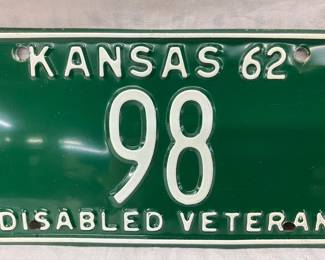 KANSAS 62
98
DISABLED VETERAN